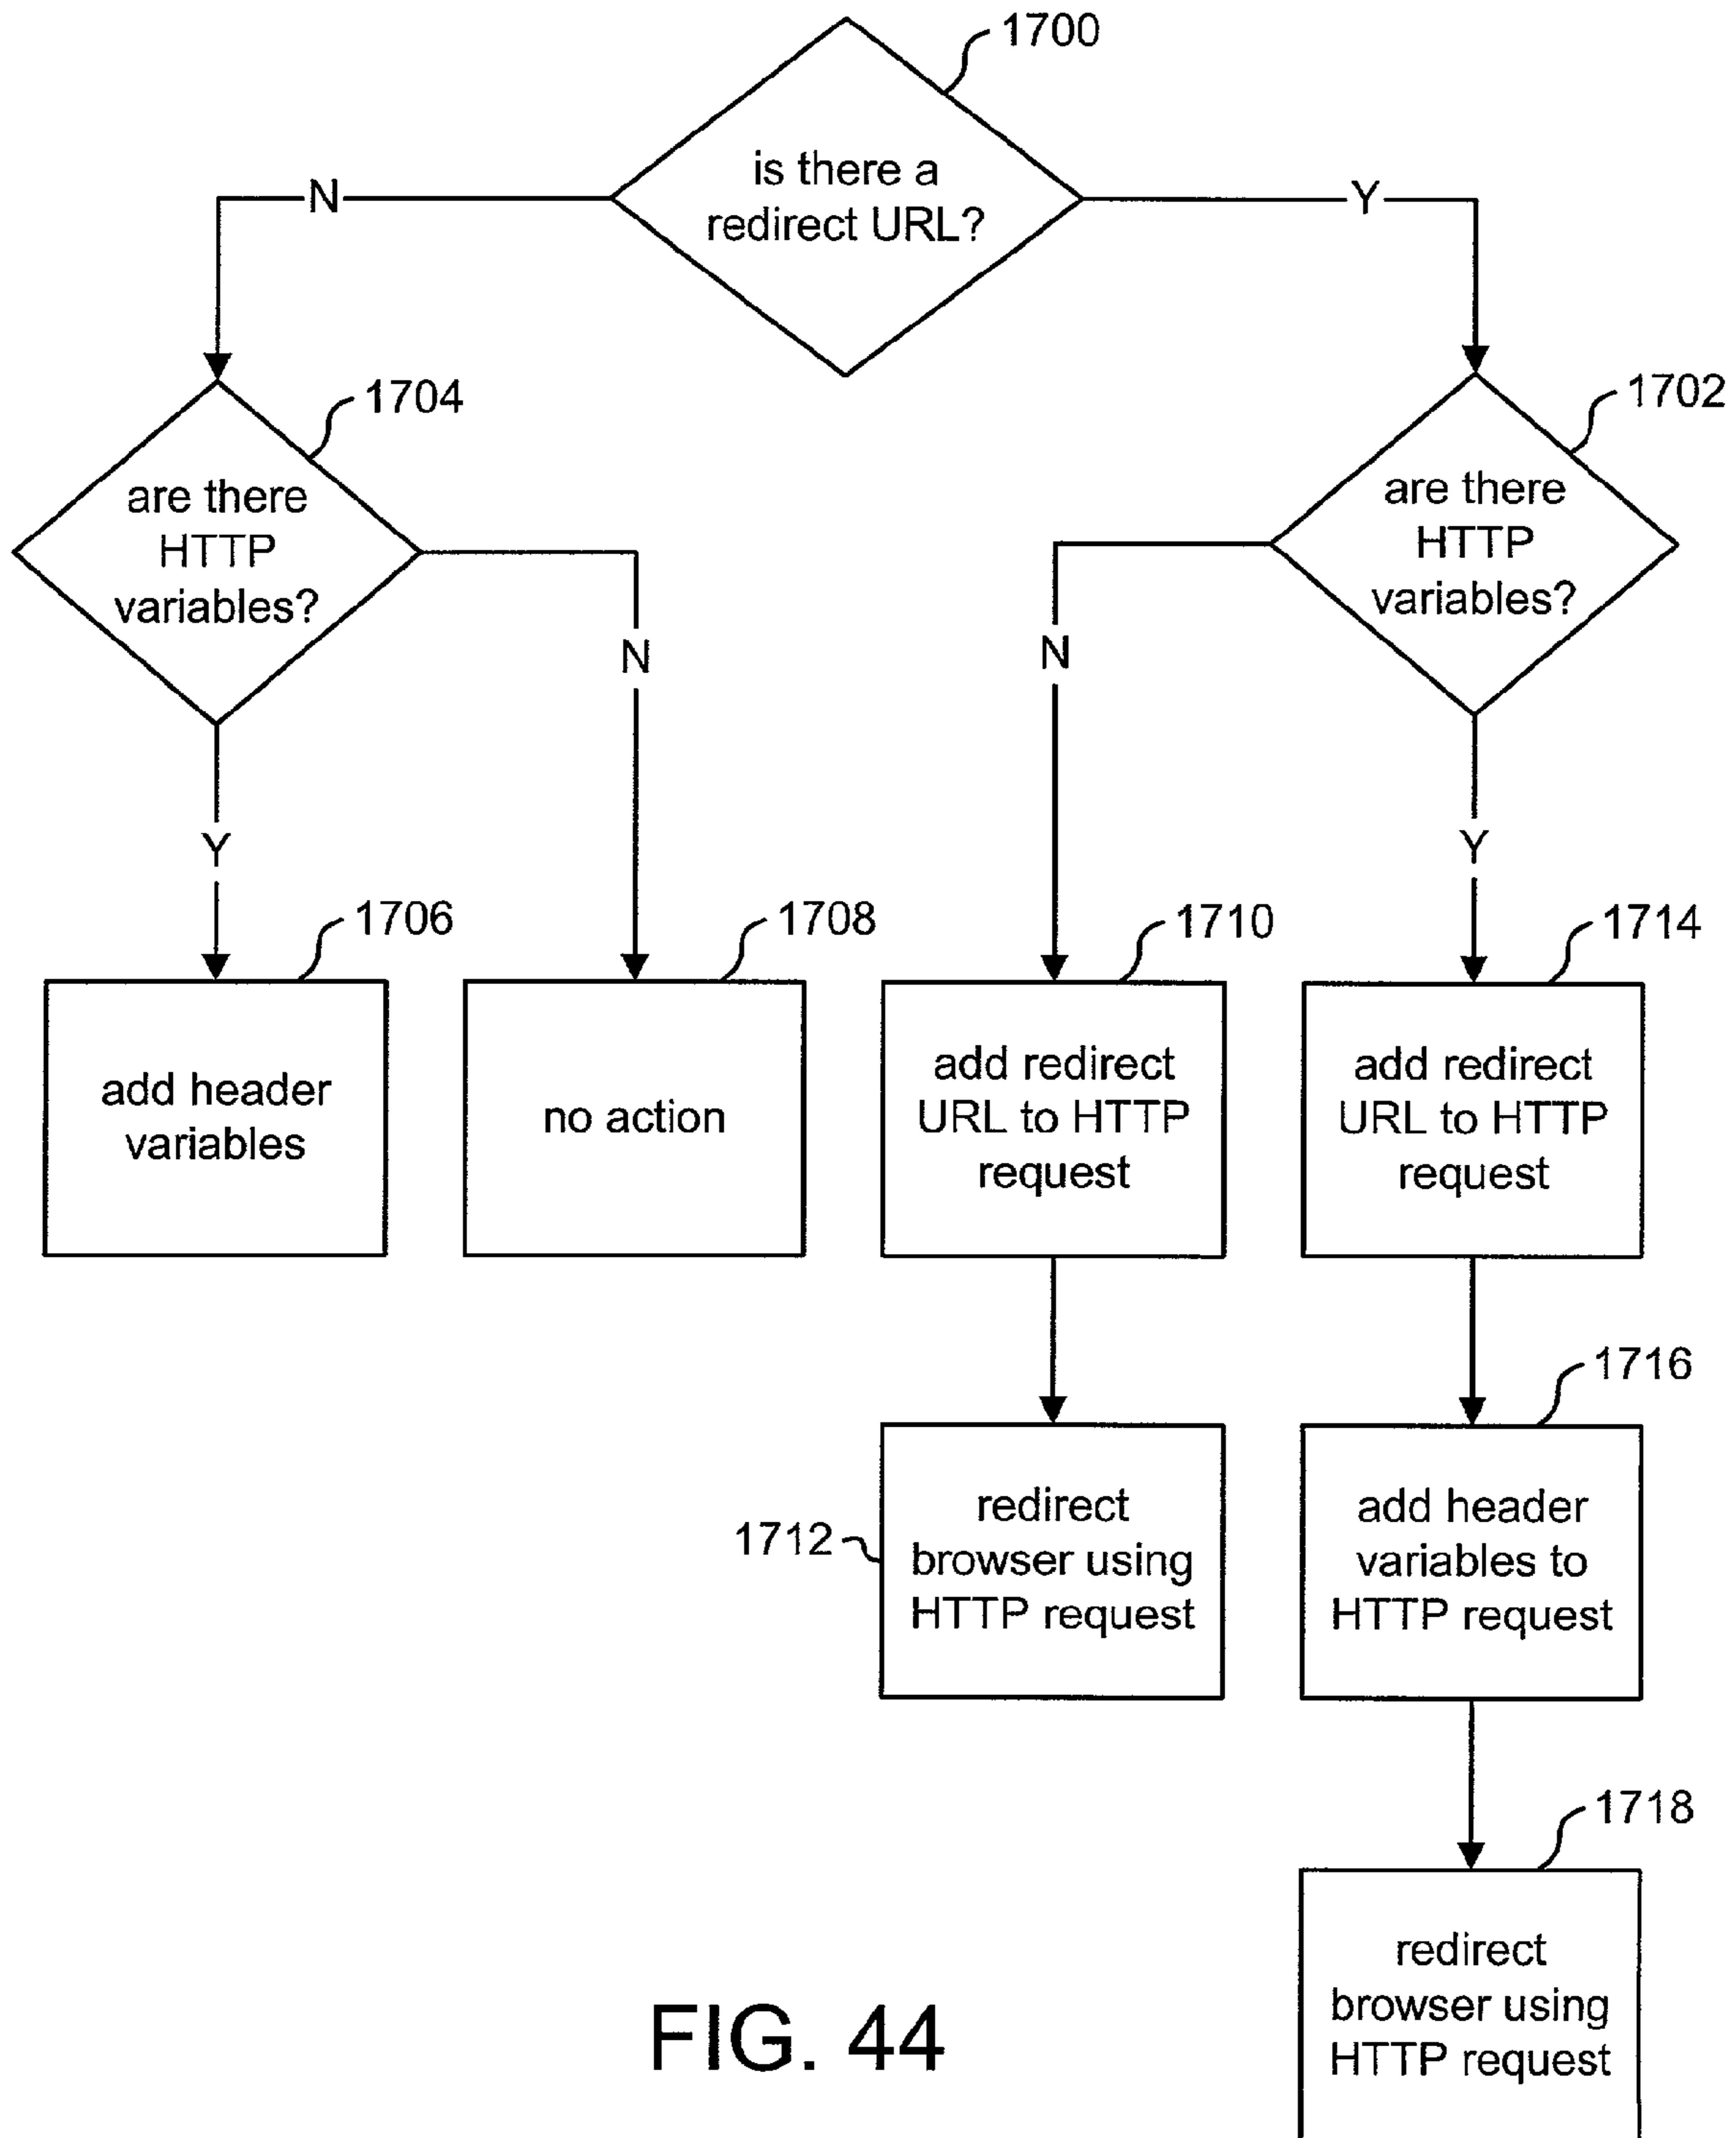 1700
is there a
redirect URL?
N
Y
1704
are there
HTTP
variables?
1702
are there
HTTP
variables?
N
N
Y
Y
1706
1708
1710
1714
add header
variables
no action
add redirect
URL to HTTP
request
add redirect
URL to HTTP
request
1716
1712
redirect
browser using
HTTP request
add header
variables to
HTTP request
1718
redirect
browser using
HTTP request
FIG. 44